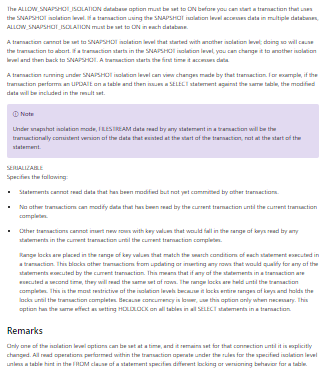 The ALLOW_SNAPSHOT_ISOLATION database option must be set to ON before you can start a transaction that uses
the SNAPSHOT isolation level. If a transaction using the SNAPSHOT isolation level accesses data in multiple databases,
ALLOW_SNAPSHOT_ISOLATION must be set to ON in each database.
A transaction cannot be set to SNAPSHOT isolation level that started with another isolation level; doing so will cause
the transaction to abort. If a transaction starts in the SNAPSHOT isolation level, you can change it to another isolation
level and then back to SNAPSHOT. A transaction starts the first time it accesses data.
A transaction running under SNAPSHOT isolation level can view changes made by that transaction. For example, if the
transaction performs an UPDATE on a table and then issues a SELECT statement against the same table, the modified
data will be included in the result set.
Note
Under snapshot isolation mode, FILESTREAM data read by any statement in a transaction will be the
transactionally consistent version of the data that existed at the start of the transaction, not at the start of the
statement.
SERIALIZABLE
Specifies the following:
• Statements cannot read data that has been modified but not yet committed by other transactions.
• No other transactions can modify data that has been read by the current transaction until the current transaction
completes.
• Other transactions cannot insert new rows with key values that would fall in the range of keys read by any
statements in the current transaction until the current transaction completes.
Range locks are placed in the range of key values that match the search conditions of each statement executed in
a transaction. This blocks other transactions from updating or inserting any rows that would qualify for any of the
statements executed by the current transaction. This means that if any of the statements in a transaction are
executed a second time, they will read the same set of rows. The range locks are held until the transaction
completes. This is the most restrictive of the isolation levels because it locks entire ranges of keys and holds the
locks until the transaction completes. Because concurrency is lower, use this option only when necessary. This
option has the same effect as setting HOLDLOCK on all tables in all SELECT statements in a transaction.
Remarks
Only one of the isolation level options can be set at a time, and it remains set for that connection until it is explicitly
changed. All read operations performed within the transaction operate under the rules for the specified isolation level
unless a table hint in the FROM clause of a statement specifies different locking or versioning behavior for a table.